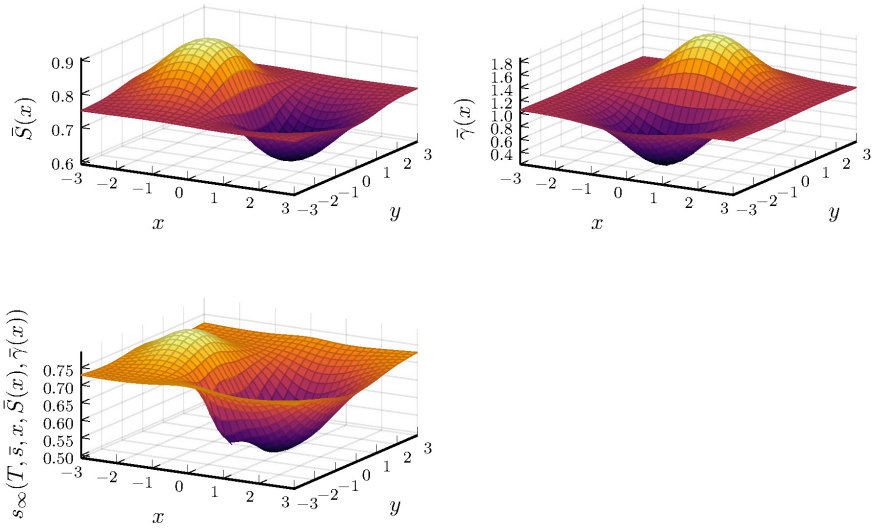 0.9
0.8
0.7
0.6
S̄(x)
−3 −2 −1 0 1 2 3
x
−3 −2 −1 0 1 2 3
y
1.8
1.6
1.4
1.2
1.0
0.8
0.6
0.4
γ̄(x)
−3 −2 −1 0 1 2 3
x
−3 −2 −1 0 1 2 3
y
0.75
0.70
0.65
0.60
0.55
0.50
s∞(T, s̄, x, S̄(x), γ̄(x))
−3 −2 −1 0 1 2 3
x
−3 −2 −1 0 1 2 3
y